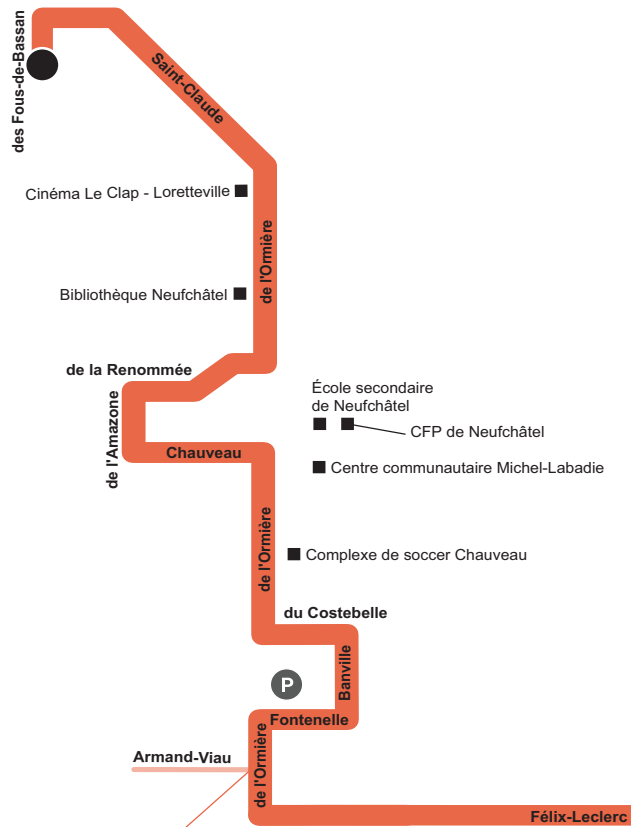 des Fous-de-Bassan
Saint-Claude
Cinéma Le Clap - Loretteville
de l'Ormière
Bibliothèque Neufchâtel
de la Renommée
École secondaire
de Neufchâtel
de l'Amazone
CFP de Neufchâtel
Chauveau
Centre communautaire Michel-Labadie
de l'Ormière
Complexe de soccer Chauveau
du Costebelle
Banville
P
Fontenelle
de l'Ormière
Armand-Viau
Félix-Leclerc